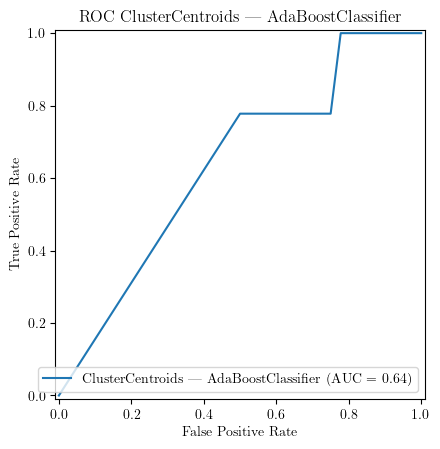 ROC ClusterCentroids — AdaBoostClassifier
1.0
0.8
0.6
0.4
0.2
0.0
True Positive Rate
ClusterCentroids — AdaBoostClassifier (AUC = 0.64)
0.0 0.2 0.4 0.6 0.8 1.0
False Positive Rate